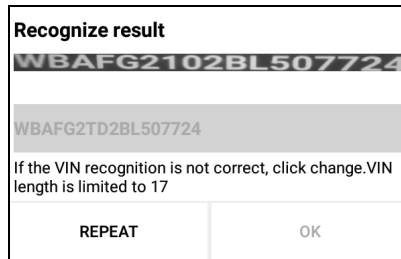 Recognize result
WBAFG2102BL507724
WBAFG2TD2BL507724
If the VIN recognition is not correct, click change.VIN
length is limited to 17
REPEAT
OK